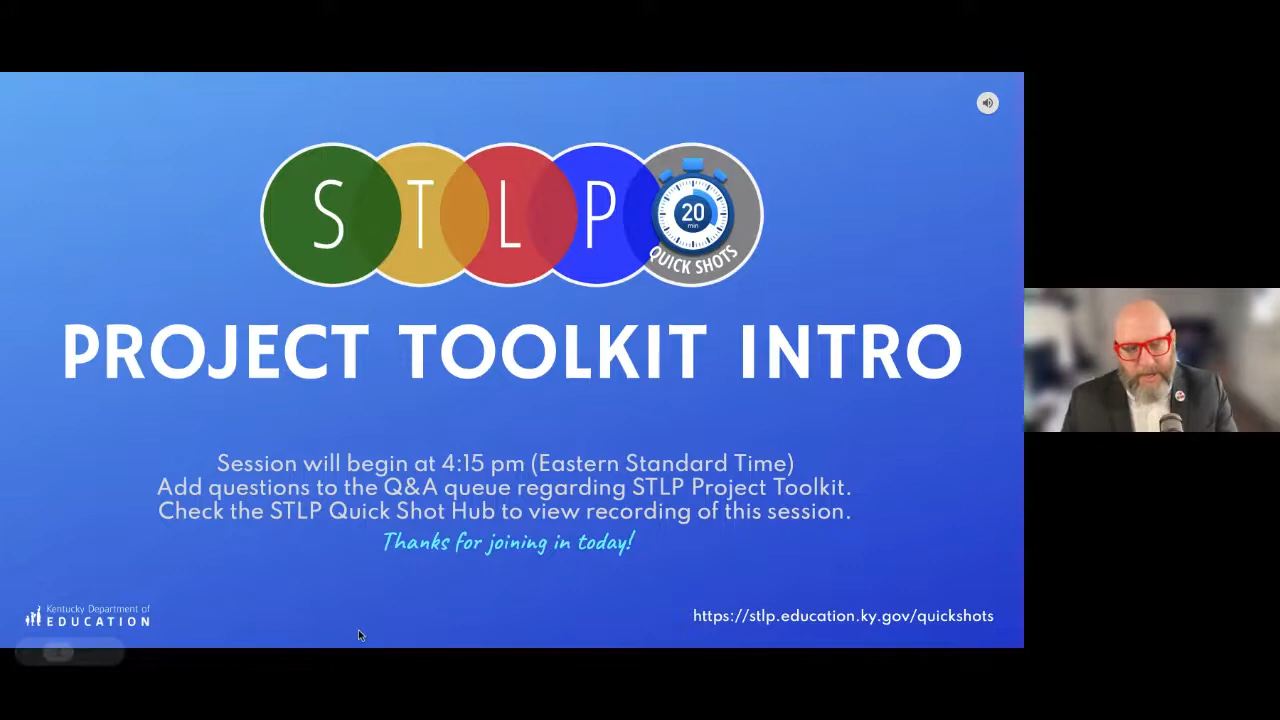 STLP
20
min
QUICK SHOTS
PROJECT TOOLKIT INTRO
Session will begin at 4:15 pm (Eastern Standard Time)
Add questions to the Q&A queue regarding STLP Project Toolkit.
Check the STLP Quick Shot Hub to view recording of this session.
Thanks for joining in today!
Kentucky Department of
EDUCATION
https://stlp.education.ky.gov/quickshots